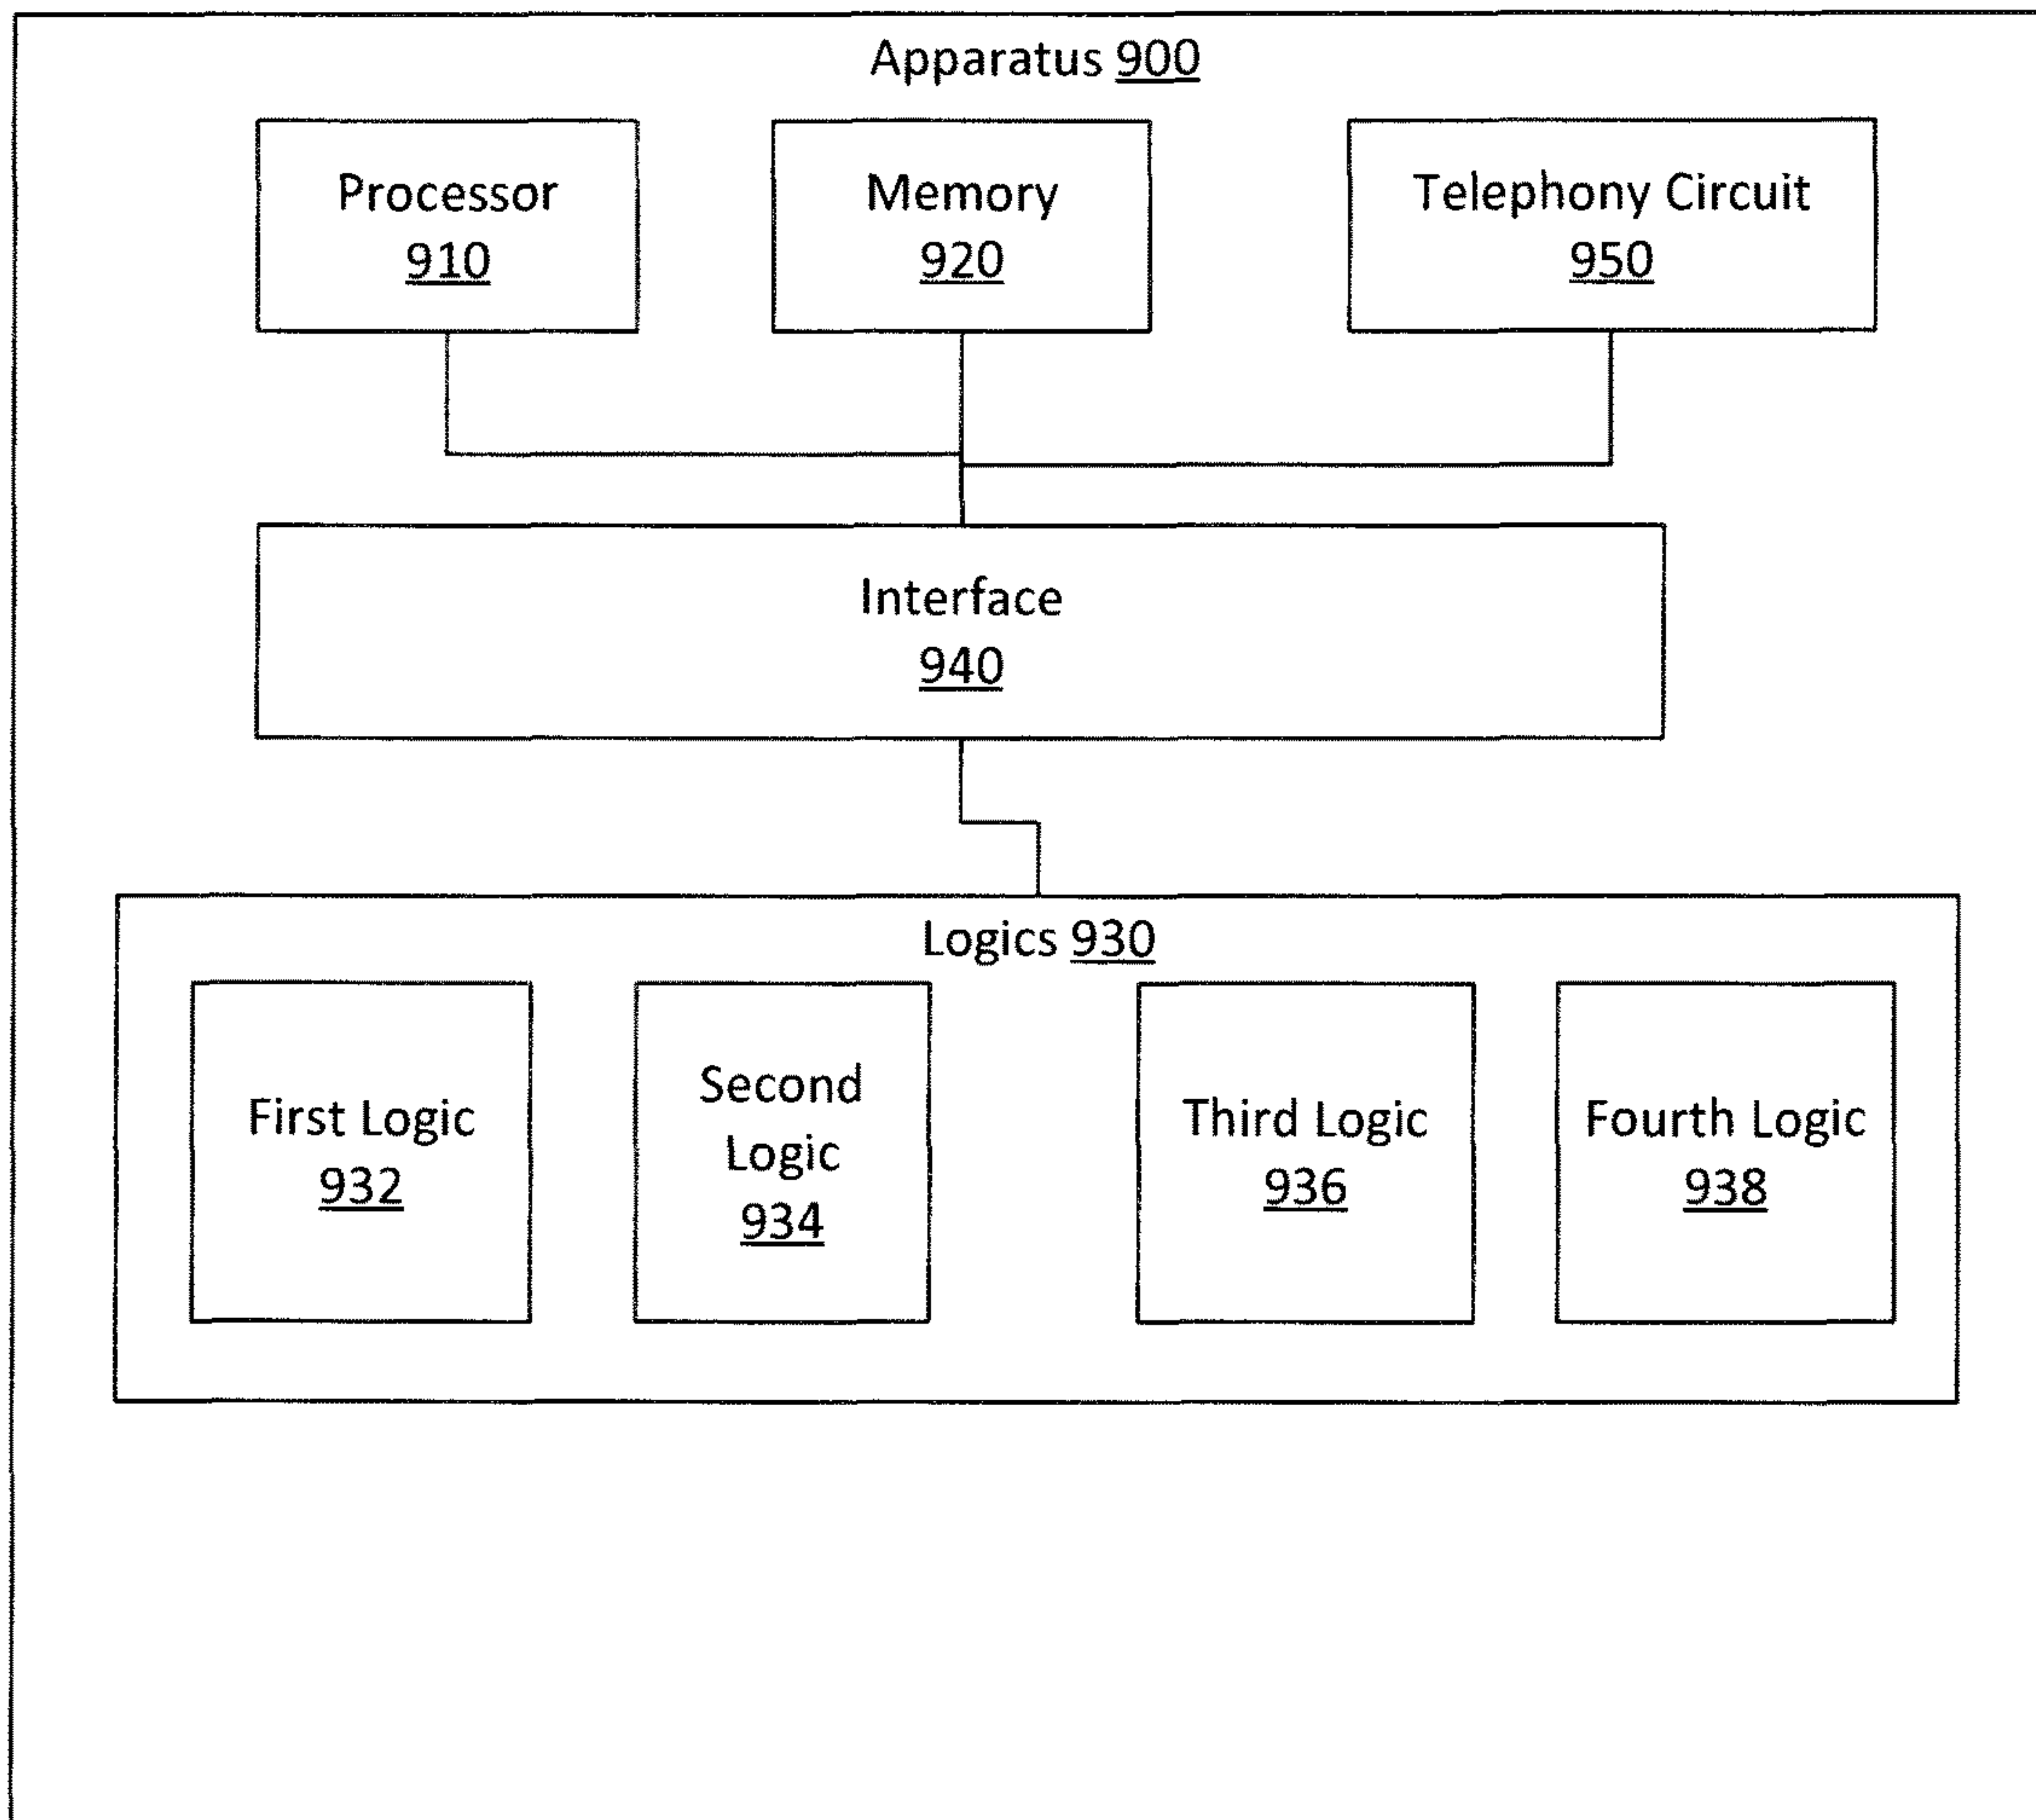 Apparatus 900
Processor
910
Memory
920
Telephony Circuit
950
Interface
940
Logics 930
First Logic
932
Second
Logic
934
Third Logic
936
Fourth Logic
938